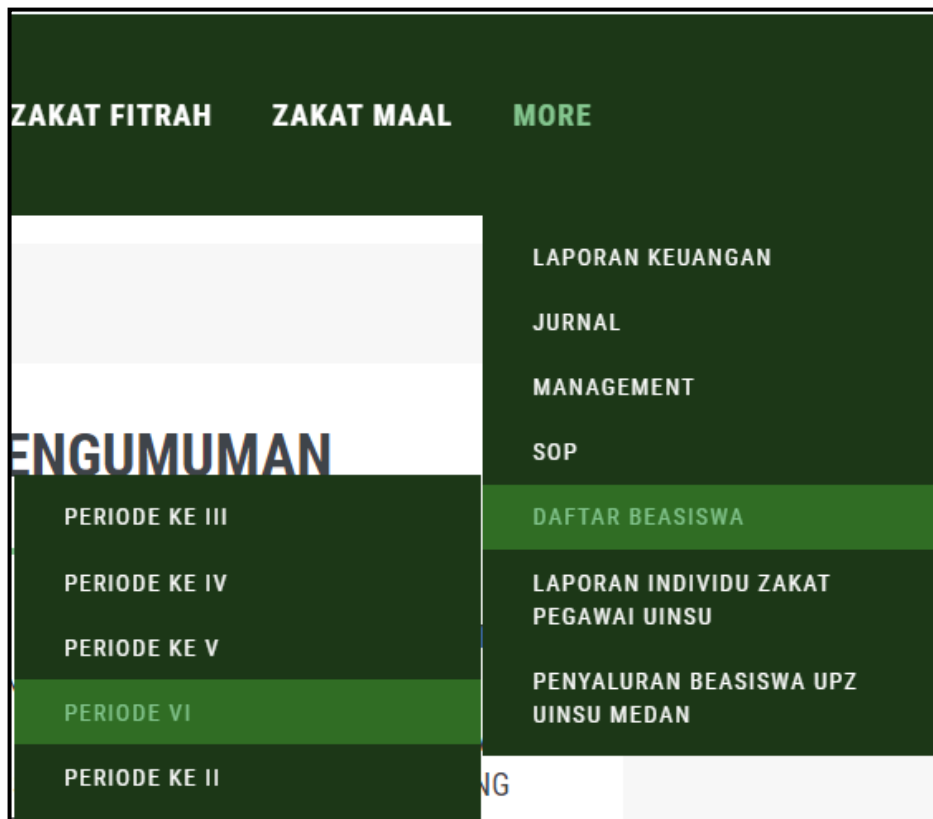 ZAKAT FITRAH ZAKAT MAAL MORE
LAPORAN KEUANGAN
JURNAL
MANAGEMENT
SOP
DAFTAR BEASISWA
LAPORAN INDIVIDU ZAKAT
PEGAWAI UINSU
PENYALURAN BEASISWA UPZ
UINSU MEDAN
ENGUMUMAN
PERIODE KE III
PERIODE KE IV
PERIODE KE V
PERIODE VI
PERIODE KE II
NG